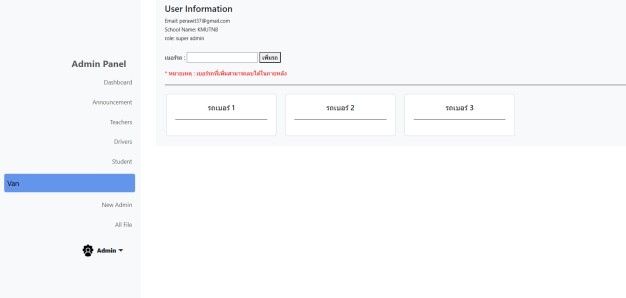 Admin Panel
Dashboard
Announcement
Teachers
Drivers
Student
Van
New Admin
All File
Admin
User Information
Email: perawit37@gmail.com
School Name: KMUTNB
role: super admin
เบอร์รถ : เพิ่มรถ
* หมายเหตุ : เบอร์รถที่เพิ่มสามารถลบได้ในภายหลัง
รถเบอร์ 1
รถเบอร์ 2
รถเบอร์ 3